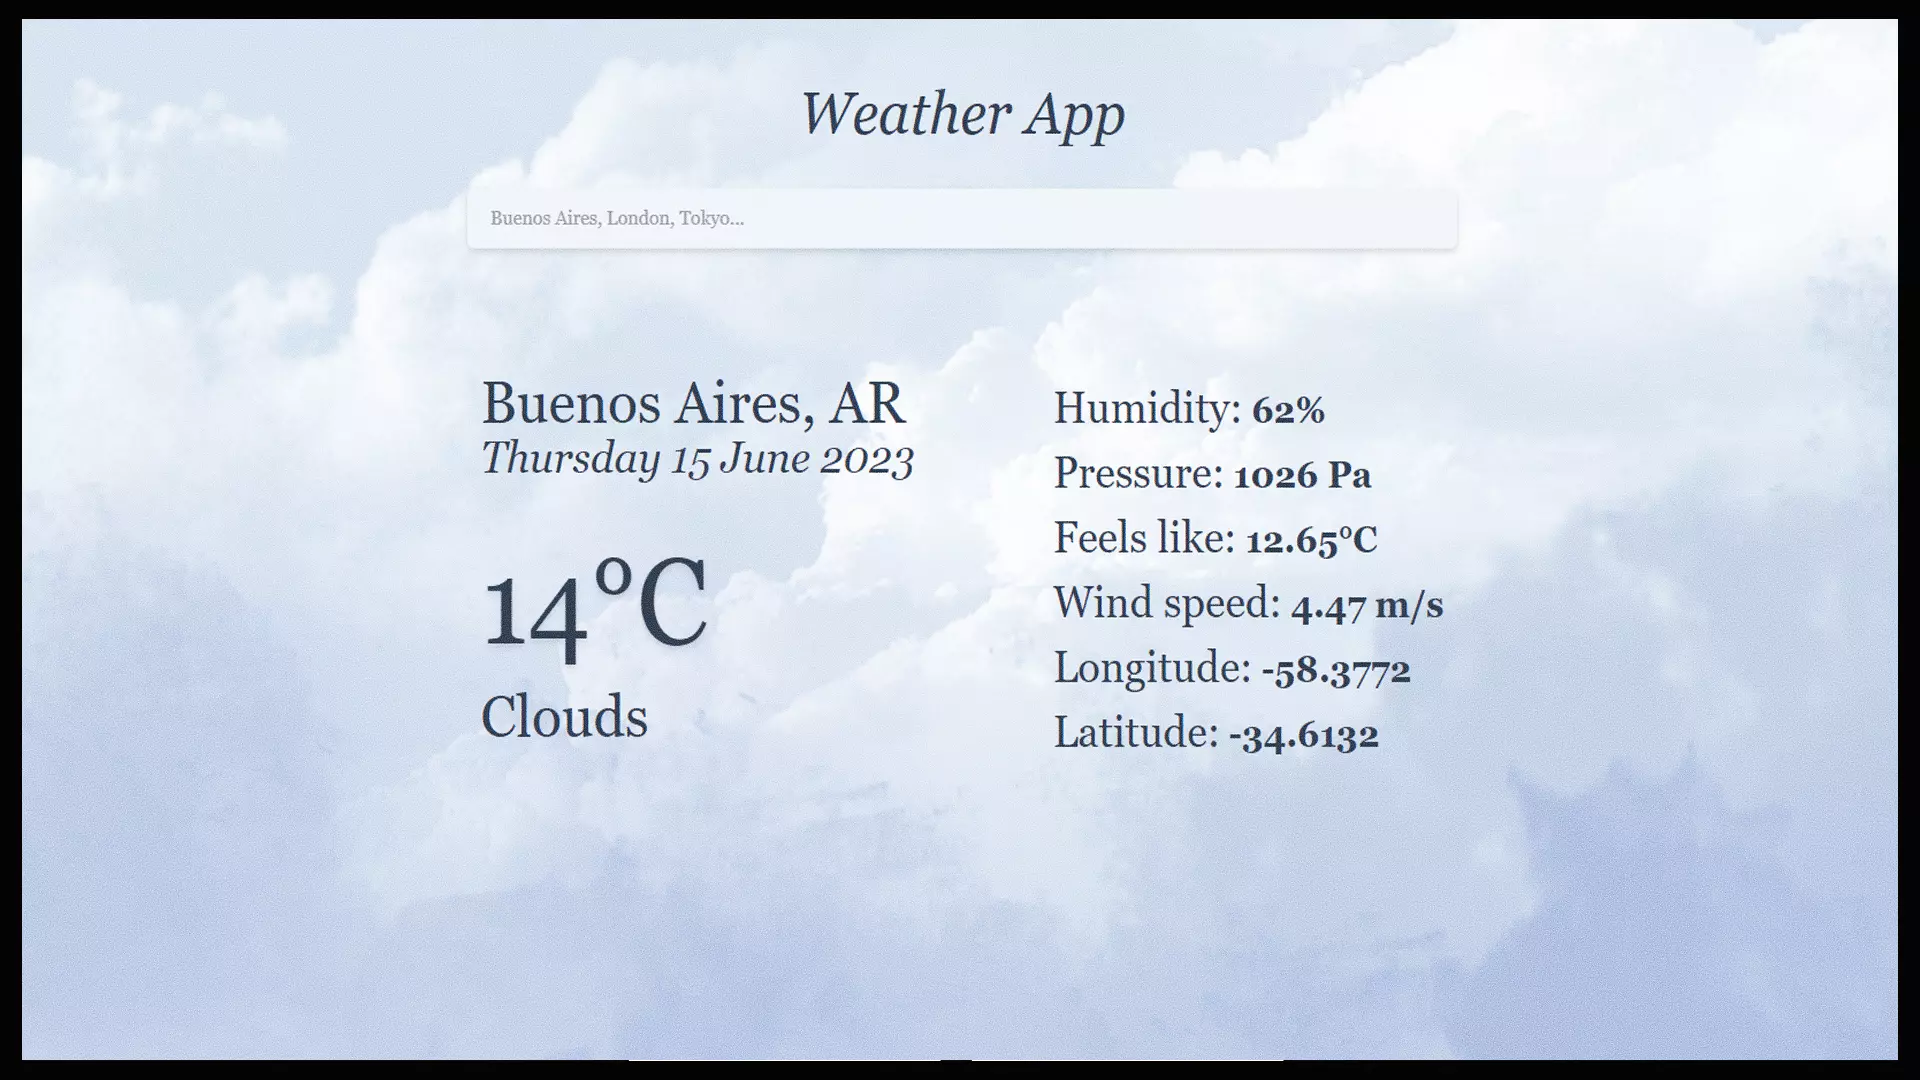 Weather App
Buenos Aires, London, Tokyo...
Buenos Aires, AR
Thursday 15 June 2023
14°C
Clouds
Humidity: 62%
Pressure: 1026 Pa
Feels like: 12.65°C
Wind speed: 4.47 m/s
Longitude: -58.3772
Latitude: -34.6132